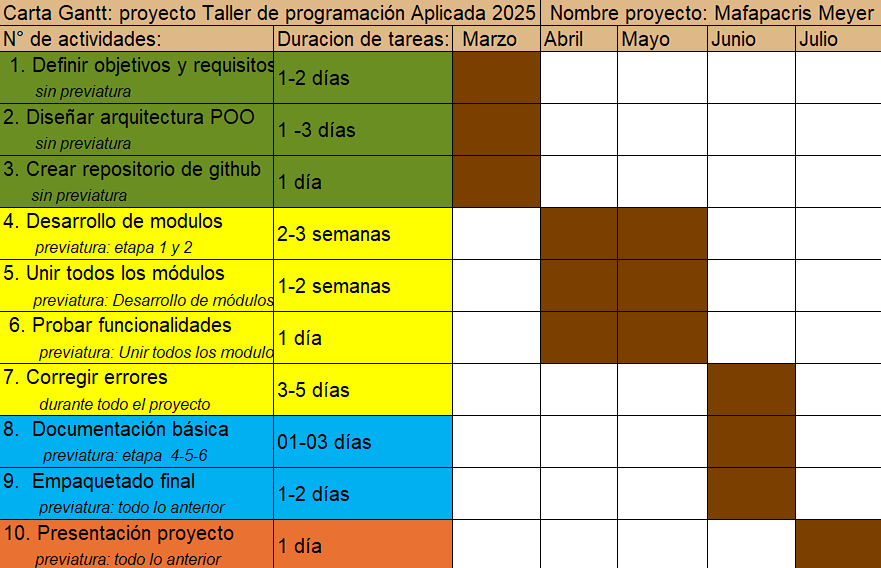 Carta Gantt: proyecto Taller de programación Aplicada 2025 Nombre proyecto: Mafapacris Meyer
N° de actividades: Duracion de tareas: Marzo Abril Mayo Junio Julio
1. Definir objetivos y requisitos 1-2 días
sin previatura
2. Diseñar arquitectura POO 1 -3 días
sin previatura
3. Crear repositorio de github 1 día
sin previatura
4. Desarrollo de modulos 2-3 semanas
previatura: etapa 1 y 2
5. Unir todos los módulos 1-2 semanas
previatura: Desarrollo de módulos
6. Probar funcionalidades 1 día
previatura: Unir todos los modulo
7. Corregir errores 3-5 días
durante todo el proyecto
8. Documentación básica 01-03 días
previatura: etapa 4-5-6
9. Empaquetado final 1-2 días
previatura: todo lo anterior
10. Presentación proyecto 1 día
previatura: todo lo anterior